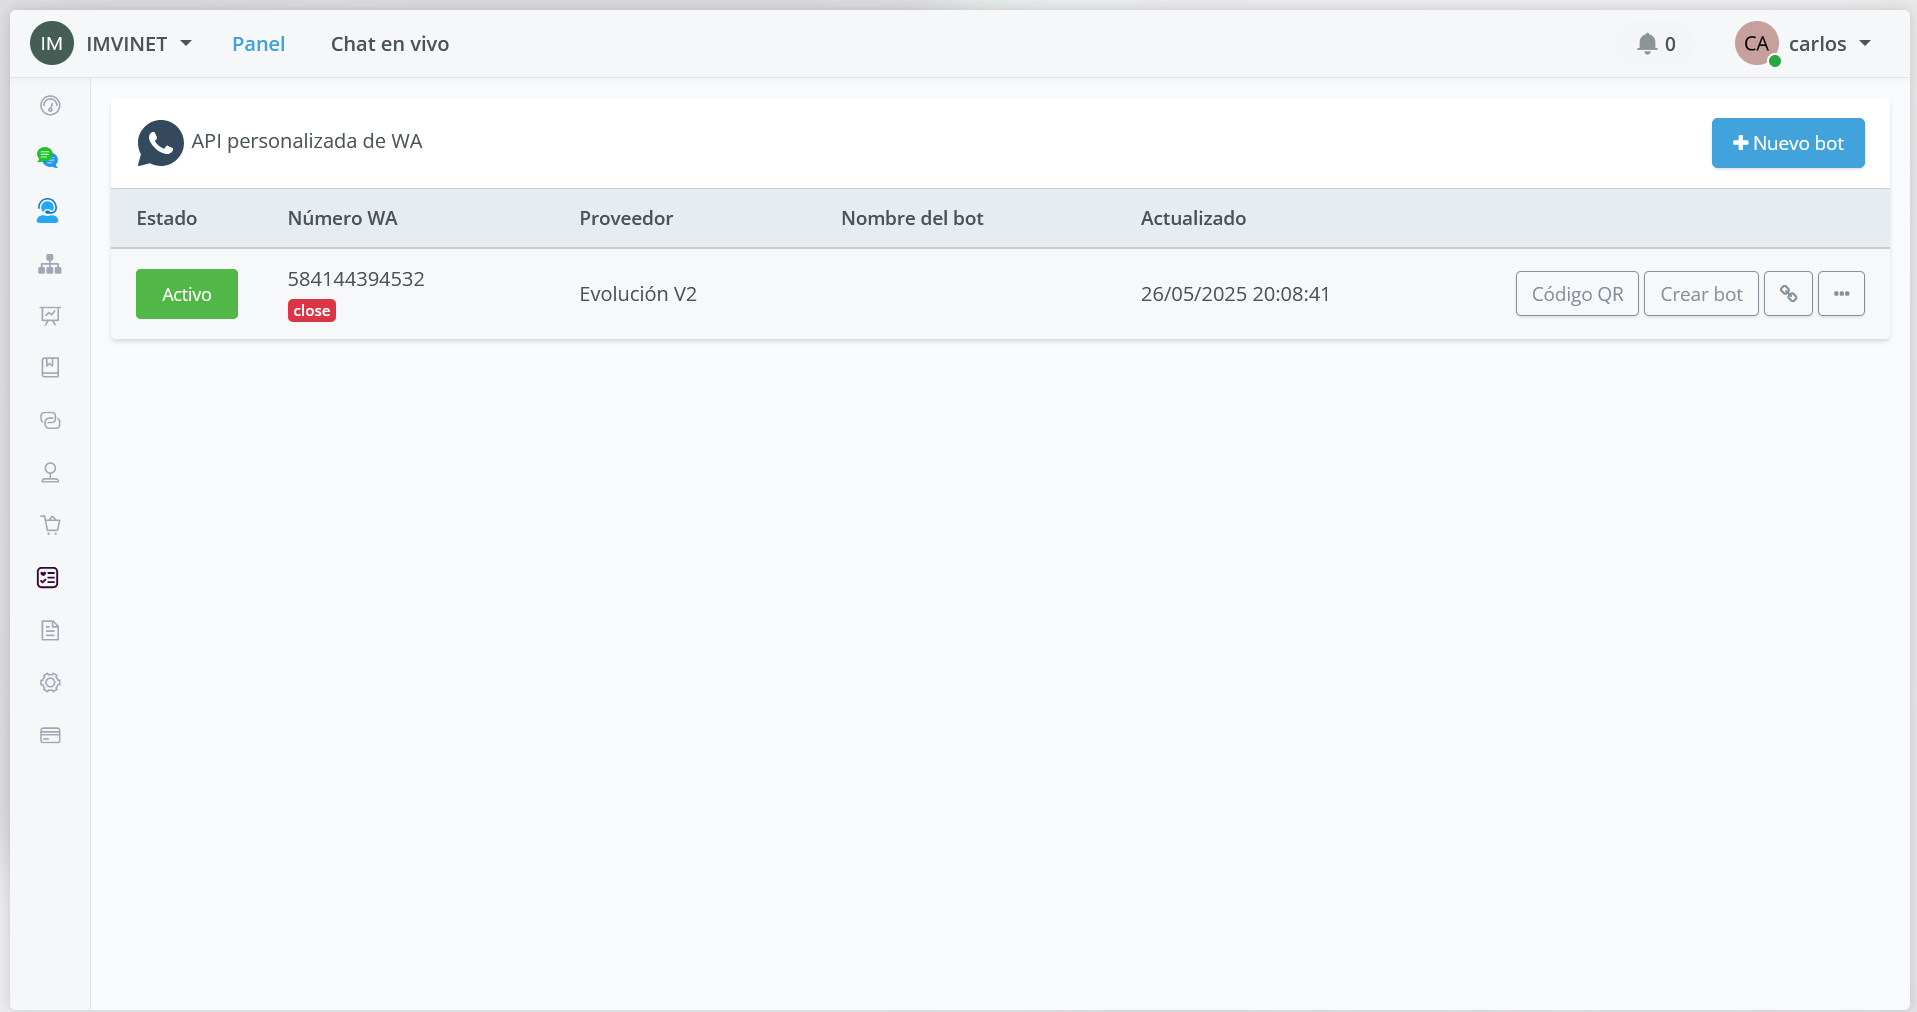 IM IMVINET Panel Chat en vivo 0 CA carlos
API personalizada de WA
Nuevo bot
Estado Número WA Proveedor Nombre del bot Actualizado
Activo 584144394532 Evolución V2 26/05/2025 20:08:41 Código QR Crear bot
close